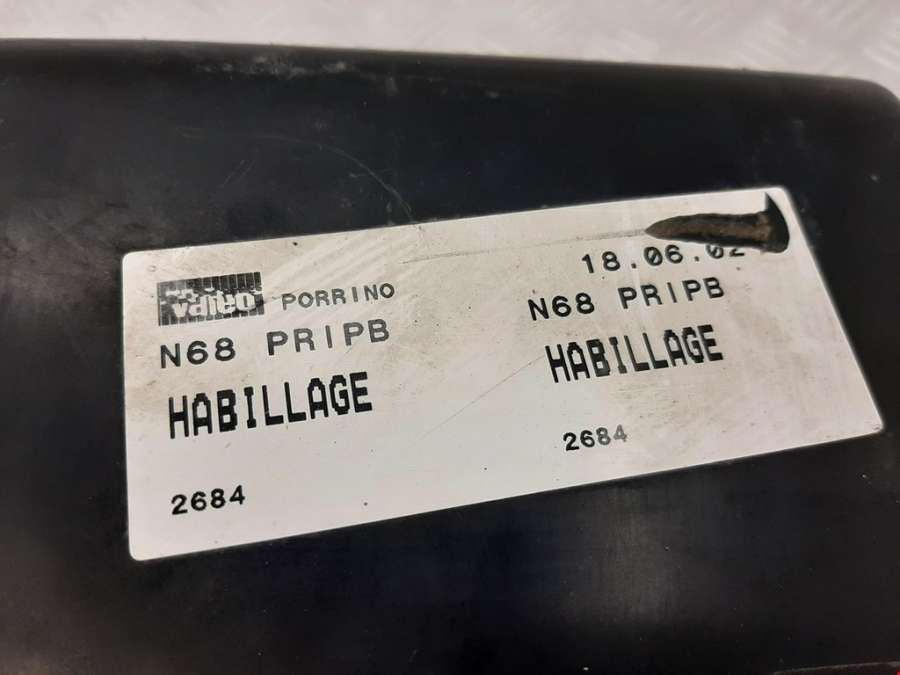 valeo PORRINO
18.06.02
N68 PRIPB
N68 PRIPB
HABILLAGE
HABILLAGE
2684
2684